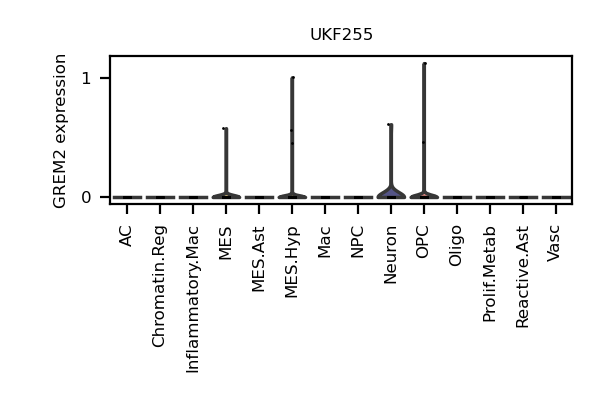 UKF255
GREM2 expression
1
0
AC
Chromatin.Reg
Inflammatory.Mac
MES
MES.Ast
MES.Hyp
Mac
NPC
Neuron
OPC
Oligo
Prolif.Metab
Reactive.Ast
Vasc